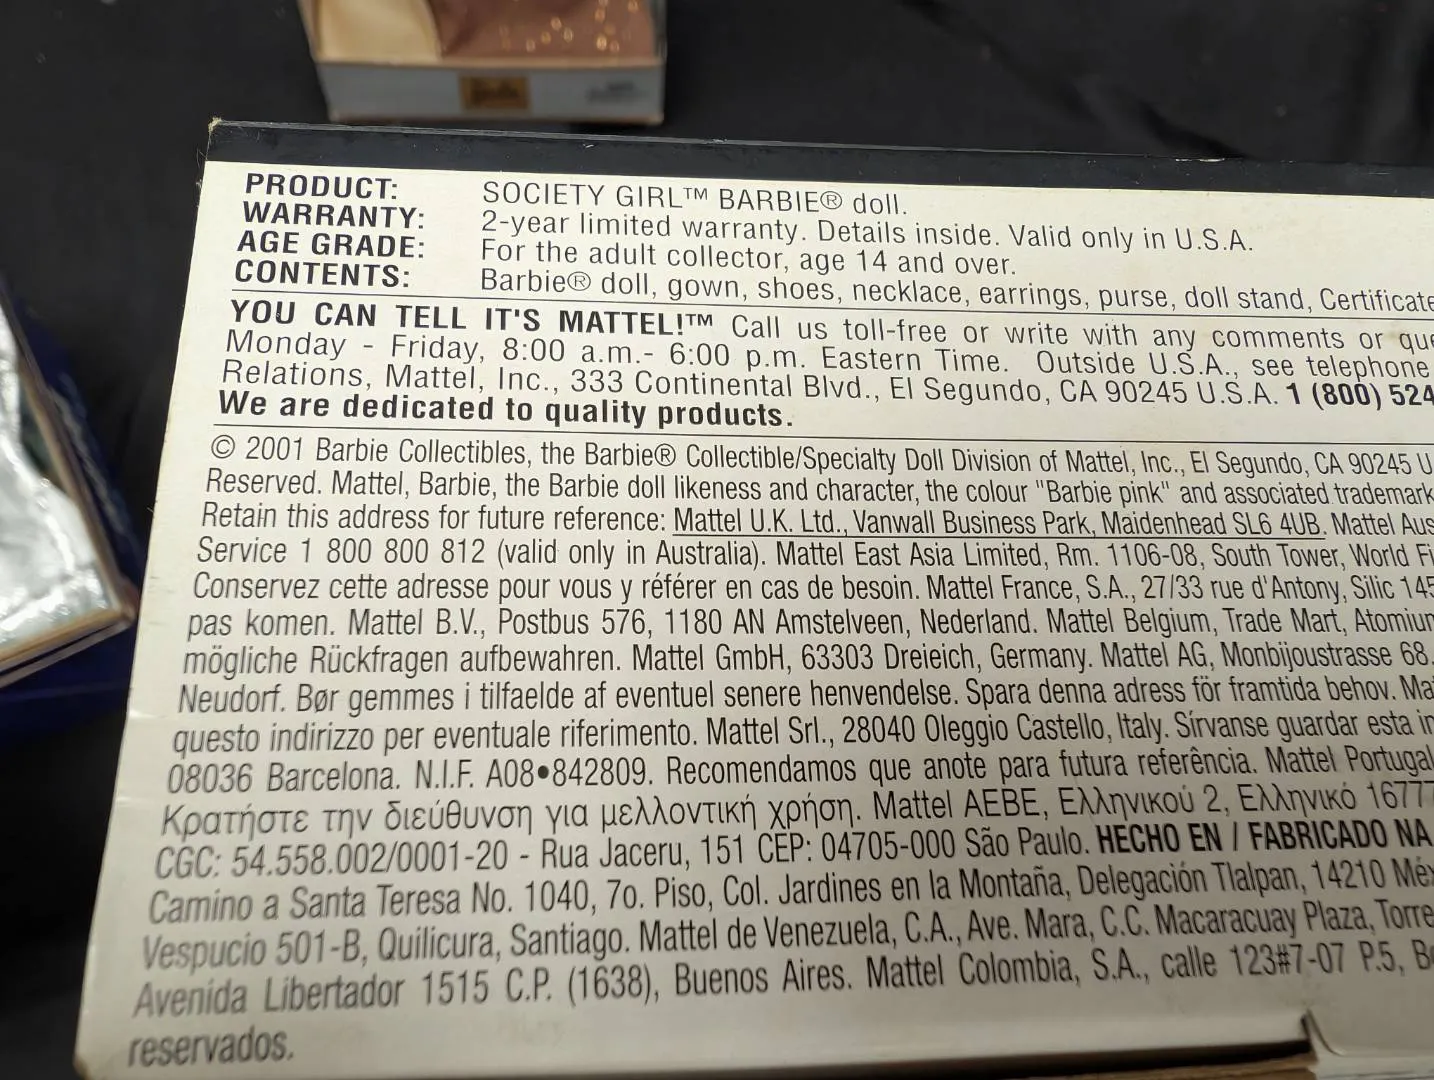 PRODUCT: SOCIETY GIRL™ BARBIE® doll.
WARRANTY: 2-year limited warranty. Details inside. Valid only in U.S.A.
AGE GRADE: For the adult collector, age 14 and over.
CONTENTS: Barbie® doll, gown, shoes, necklace, earrings, purse, doll stand, Certificate
YOU CAN TELL IT'S MATTEL!™ Call us toll-free or write with any comments or que
Monday - Friday, 8:00 a.m.- 6:00 p.m. Eastern Time. Outside U.S.A., see telephone
Relations, Mattel, Inc., 333 Continental Blvd., El Segundo, CA 90245 U.S.A. 1 (800) 524
We are dedicated to quality products.
© 2001 Barbie Collectibles, the Barbie® Collectible/Specialty Doll Division of Mattel, Inc., El Segundo, CA 90245 U
Reserved. Mattel, Barbie, the Barbie doll likeness and character, the colour "Barbie pink" and associated trademark
Retain this address for future reference: Mattel U.K. Ltd., Vanwall Business Park, Maidenhead SL6 4UB. Mattel Aus
Service 1 800 800 812 (valid only in Australia). Mattel East Asia Limited, Rm. 1106-08, South Tower, World Fi
Conservez cette adresse pour vous y référer en cas de besoin. Mattel France, S.A., 27/33 rue d'Antony, Silic 145
pas komen. Mattel B.V., Postbus 576, 1180 AN Amstelveen, Nederland. Mattel Belgium, Trade Mart, Atomium
mögliche Rückfragen aufbewahren. Mattel GmbH, 63303 Dreieich, Germany. Mattel AG, Monbijoustrasse 68.
Neudorf. Bør gemmes i tilfaelde af eventuel senere henvendelse. Spara denna adress för framtida behov. Mat
questo indirizzo per eventuale riferimento. Mattel Srl., 28040 Oleggio Castello, Italy. Sírvanse guardar esta in
08036 Barcelona. N.I.F. A08•842809. Recomendamos que anote para futura referência. Mattel Portugal
Κρατήστε την διεύθυνση για μελλοντική χρήση. Mattel AEBE, Ελληνικού 2, Ελληνικό 16777
CGC: 54.558.002/0001-20 - Rua Jaceru, 151 CEP: 04705-000 São Paulo. HECHO EN / FABRICADO NA
Camino a Santa Teresa No. 1040, 7o. Piso, Col. Jardines en la Montaña, Delegación Tlalpan, 14210 Méx
Vespucio 501-B, Quilicura, Santiago. Mattel de Venezuela, C.A., Ave. Mara, C.C. Macaracuay Plaza, Torre
Avenida Libertador 1515 C.P. (1638), Buenos Aires. Mattel Colombia, S.A., calle 123#7-07 P.5, Bo
reservados.